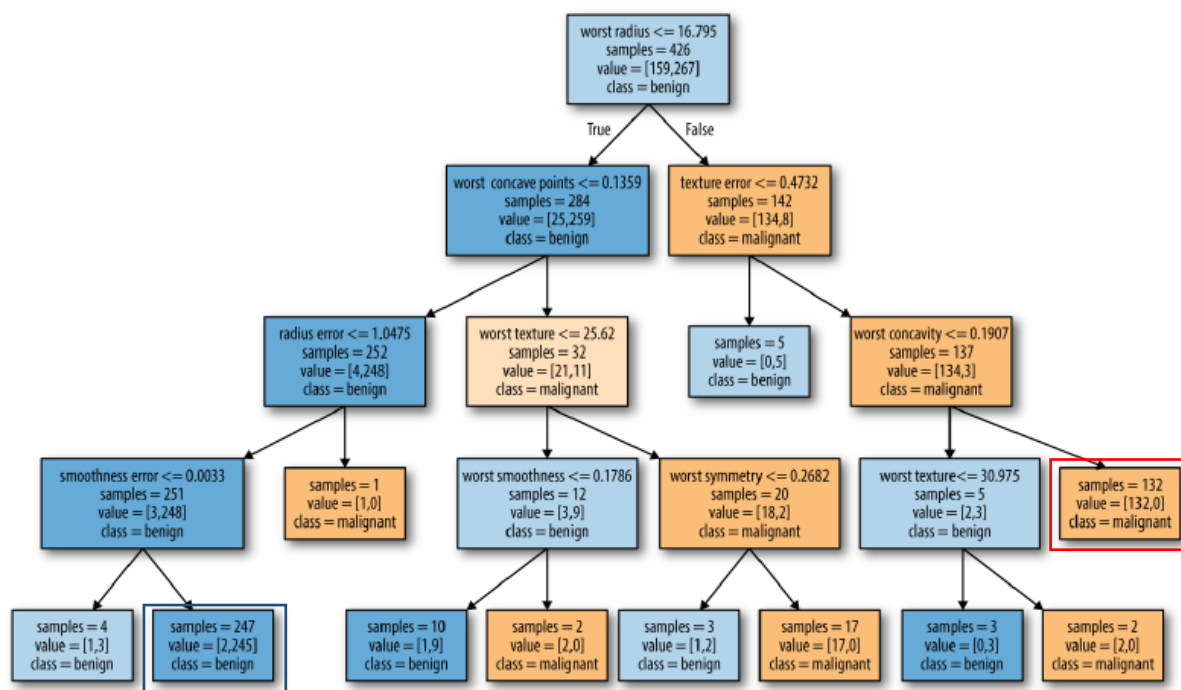 worst radius <= 16.795
samples = 426
value = [159,267]
class = benign
True
False
worst concave points <= 0.1359
samples = 284
value = [25,259]
class = benign
texture error <= 0.4732
samples = 142
value = [134,8]
class = malignant
radius error <= 1.0475
samples = 252
value = [4,248]
class = benign
worst texture <= 25.62
samples = 32
value = [21,11]
class = malignant
samples = 5
value = [0,5]
class = benign
worst concavity <= 0.1907
samples = 137
value = [134,3]
class = malignant
smoothness error <= 0.0033
samples = 251
value = [3,248]
class = benign
samples = 1
value = [1,0]
class = malignant
worst smoothness <= 0.1786
samples = 12
value = [3,9]
class = benign
worst symmetry <= 0.2682
samples = 20
value = [18,2]
class = malignant
worst texture<= 30.975
samples = 5
value = [2,3]
class = benign
samples = 132
value = [132,0]
class = malignant
samples = 4
value = [1,3]
class = benign
samples = 247
value = [2,245]
class = benign
samples = 10
value = [1,9]
class = benign
samples = 2
value = [2,0]
class = malignant
samples = 3
value = [1,2]
class = benign
samples = 17
value = [17,0]
class = malignant
samples = 3
value = [0,3]
class = benign
samples = 2
value = [2,0]
class = malignant